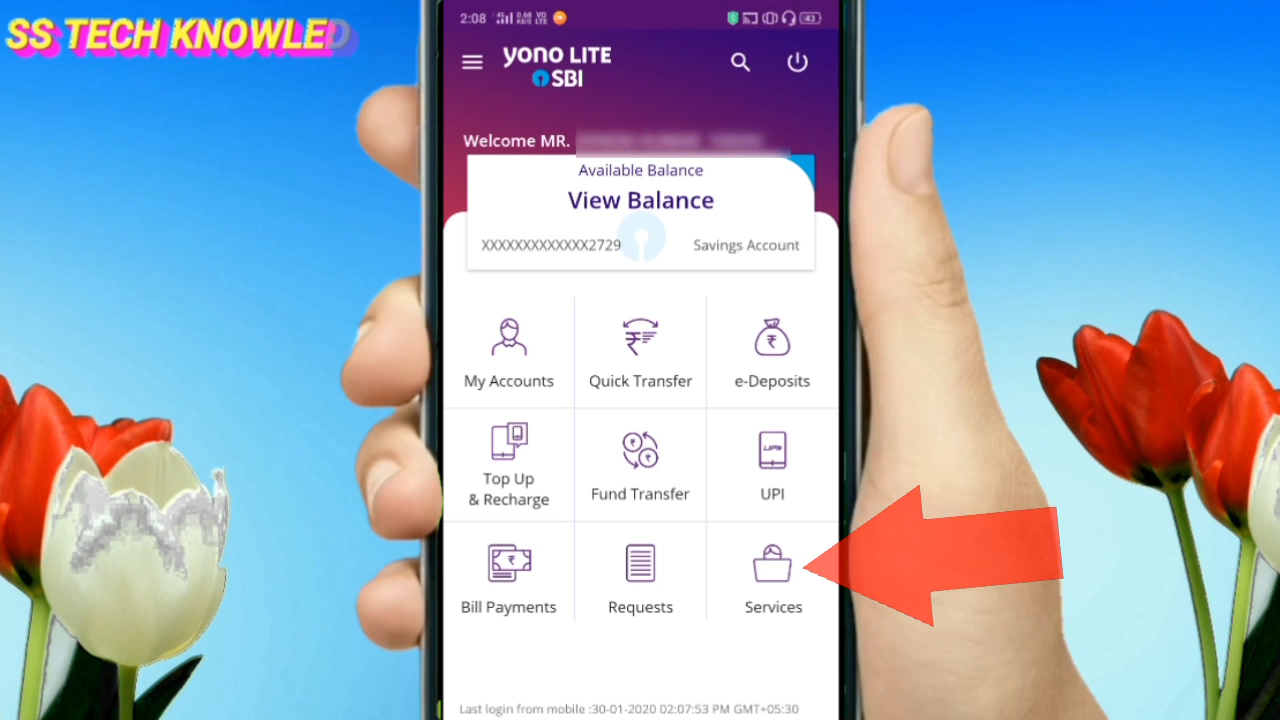 SS TECH KNOWLED
2:08
43
yono LITE
SBI
Welcome MR.
Available Balance
View Balance
XXXXXXXXXXXXX2729 Savings Account
My Accounts Quick Transfer e-Deposits
Top Up
& Recharge
Fund Transfer
UPI
Bill Payments Requests Services
Last login from mobile :30-01-2020 02:07:53 PM GMT+05:30